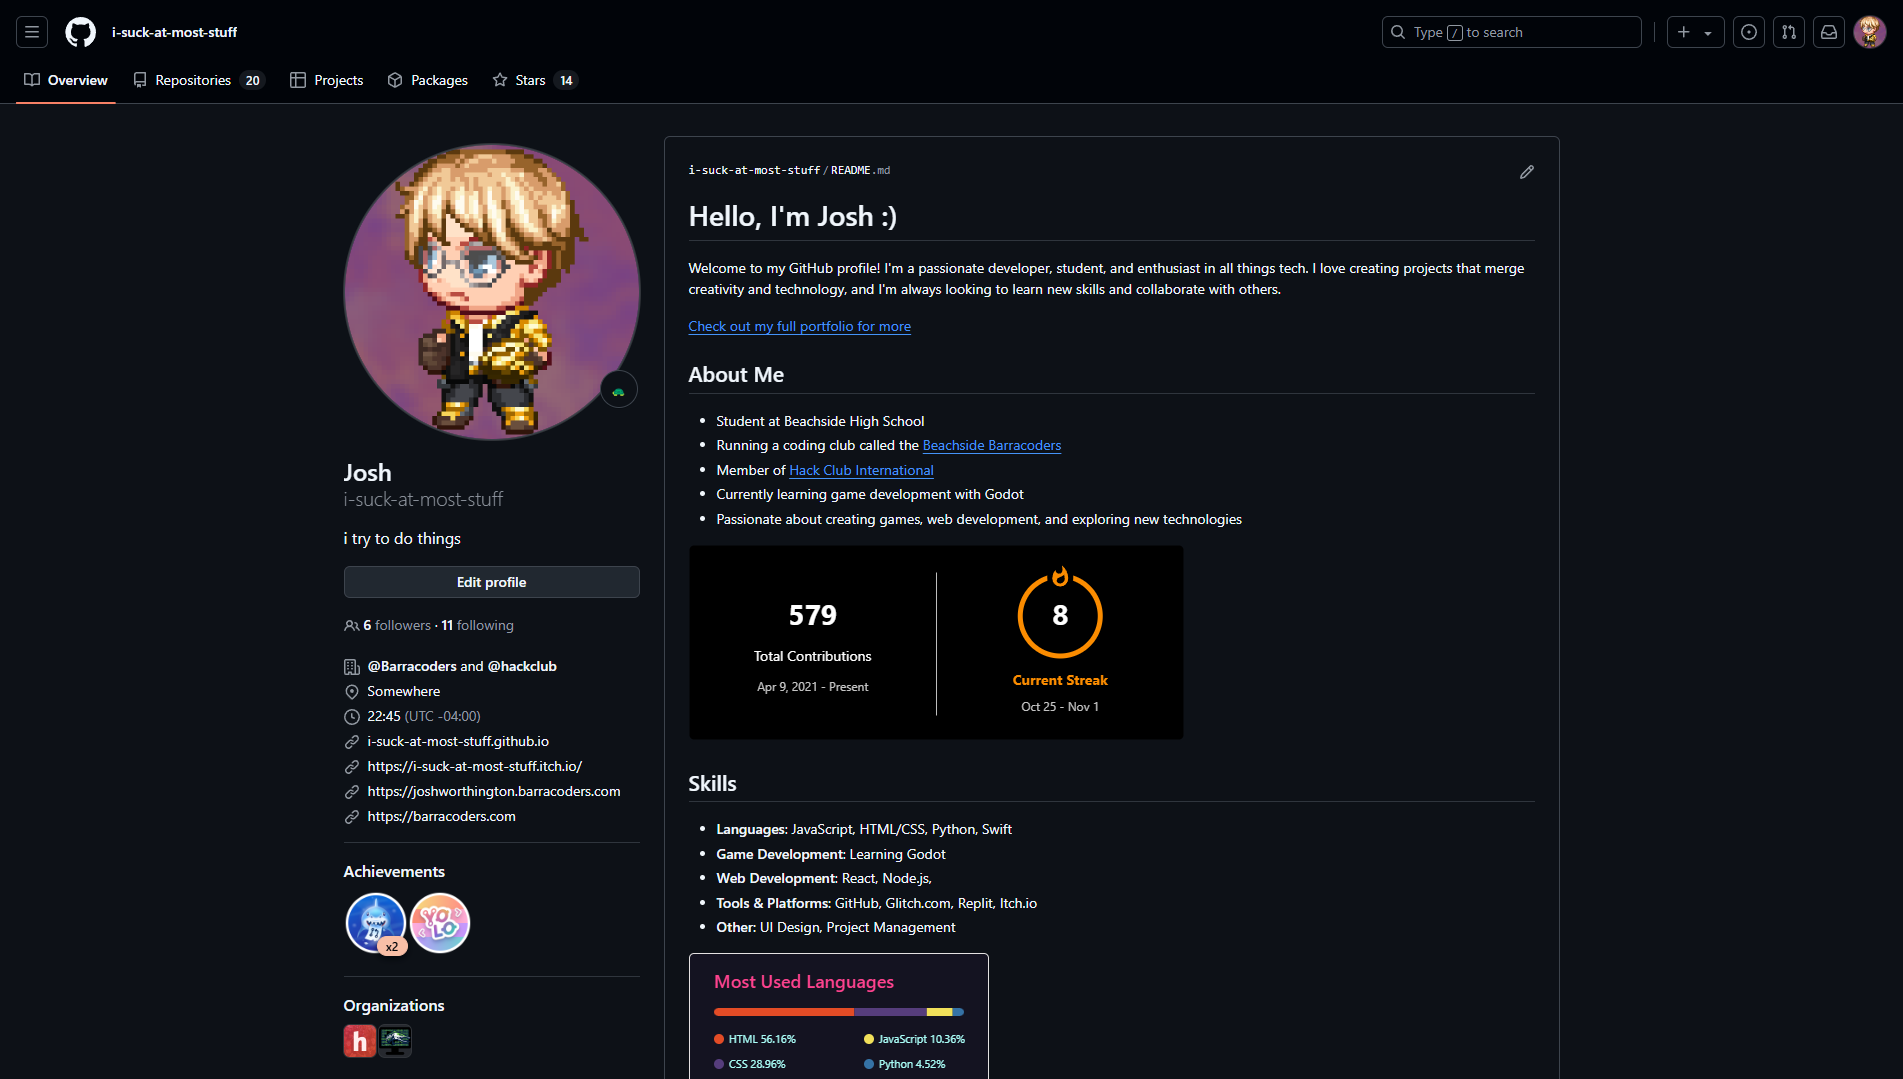 i-suck-at-most-stuff
Type / to search
Overview
Repositories 20
Projects
Packages
Stars 14
Josh
i-suck-at-most-stuff
i try to do things
Edit profile
6 followers · 11 following
@Barracoders and @hackclub
Somewhere
22:45 (UTC -04:00)
i-suck-at-most-stuff.github.io
https://i-suck-at-most-stuff.itch.io/
https://joshworthington.barracoders.com
https://barracoders.com
Achievements
x2
YOLO
Organizations
h
i-suck-at-most-stuff/README.md
Hello, I'm Josh :)
Welcome to my GitHub profile! I'm a passionate developer, student, and enthusiast in all things tech. I love creating projects that merge
creativity and technology, and I'm always looking to learn new skills and collaborate with others.
Check out my full portfolio for more
About Me
• Student at Beachside High School
• Running a coding club called the Beachside Barracoders
• Member of Hack Club International
• Currently learning game development with Godot
• Passionate about creating games, web development, and exploring new technologies
579
Total Contributions
Apr 9, 2021 - Present
8
Current Streak
Oct 25 - Nov 1
Skills
• Languages: JavaScript, HTML/CSS, Python, Swift
• Game Development: Learning Godot
• Web Development: React, Node.js,
• Tools & Platforms: GitHub, Glitch.com, Replit, Itch.io
• Other: UI Design, Project Management
Most Used Languages
HTML 56.16%
JavaScript 10.36%
CSS 28.96%
Python 4.52%